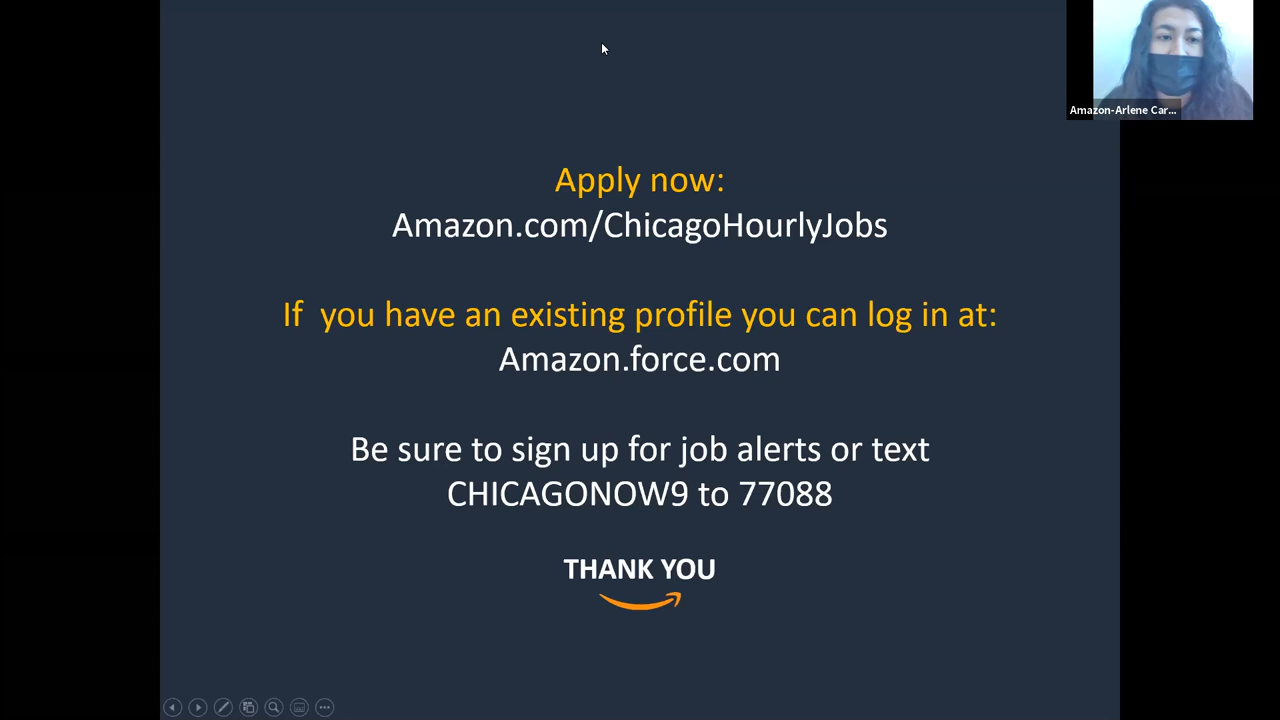 Amazon-Arlene Car...
Apply now:
Amazon.com/ChicagoHourlyJobs
If  you have an existing profile you can log in at:
Amazon.force.com
Be sure to sign up for job alerts or text
CHICAGONOW9 to 77088
THANK YOU